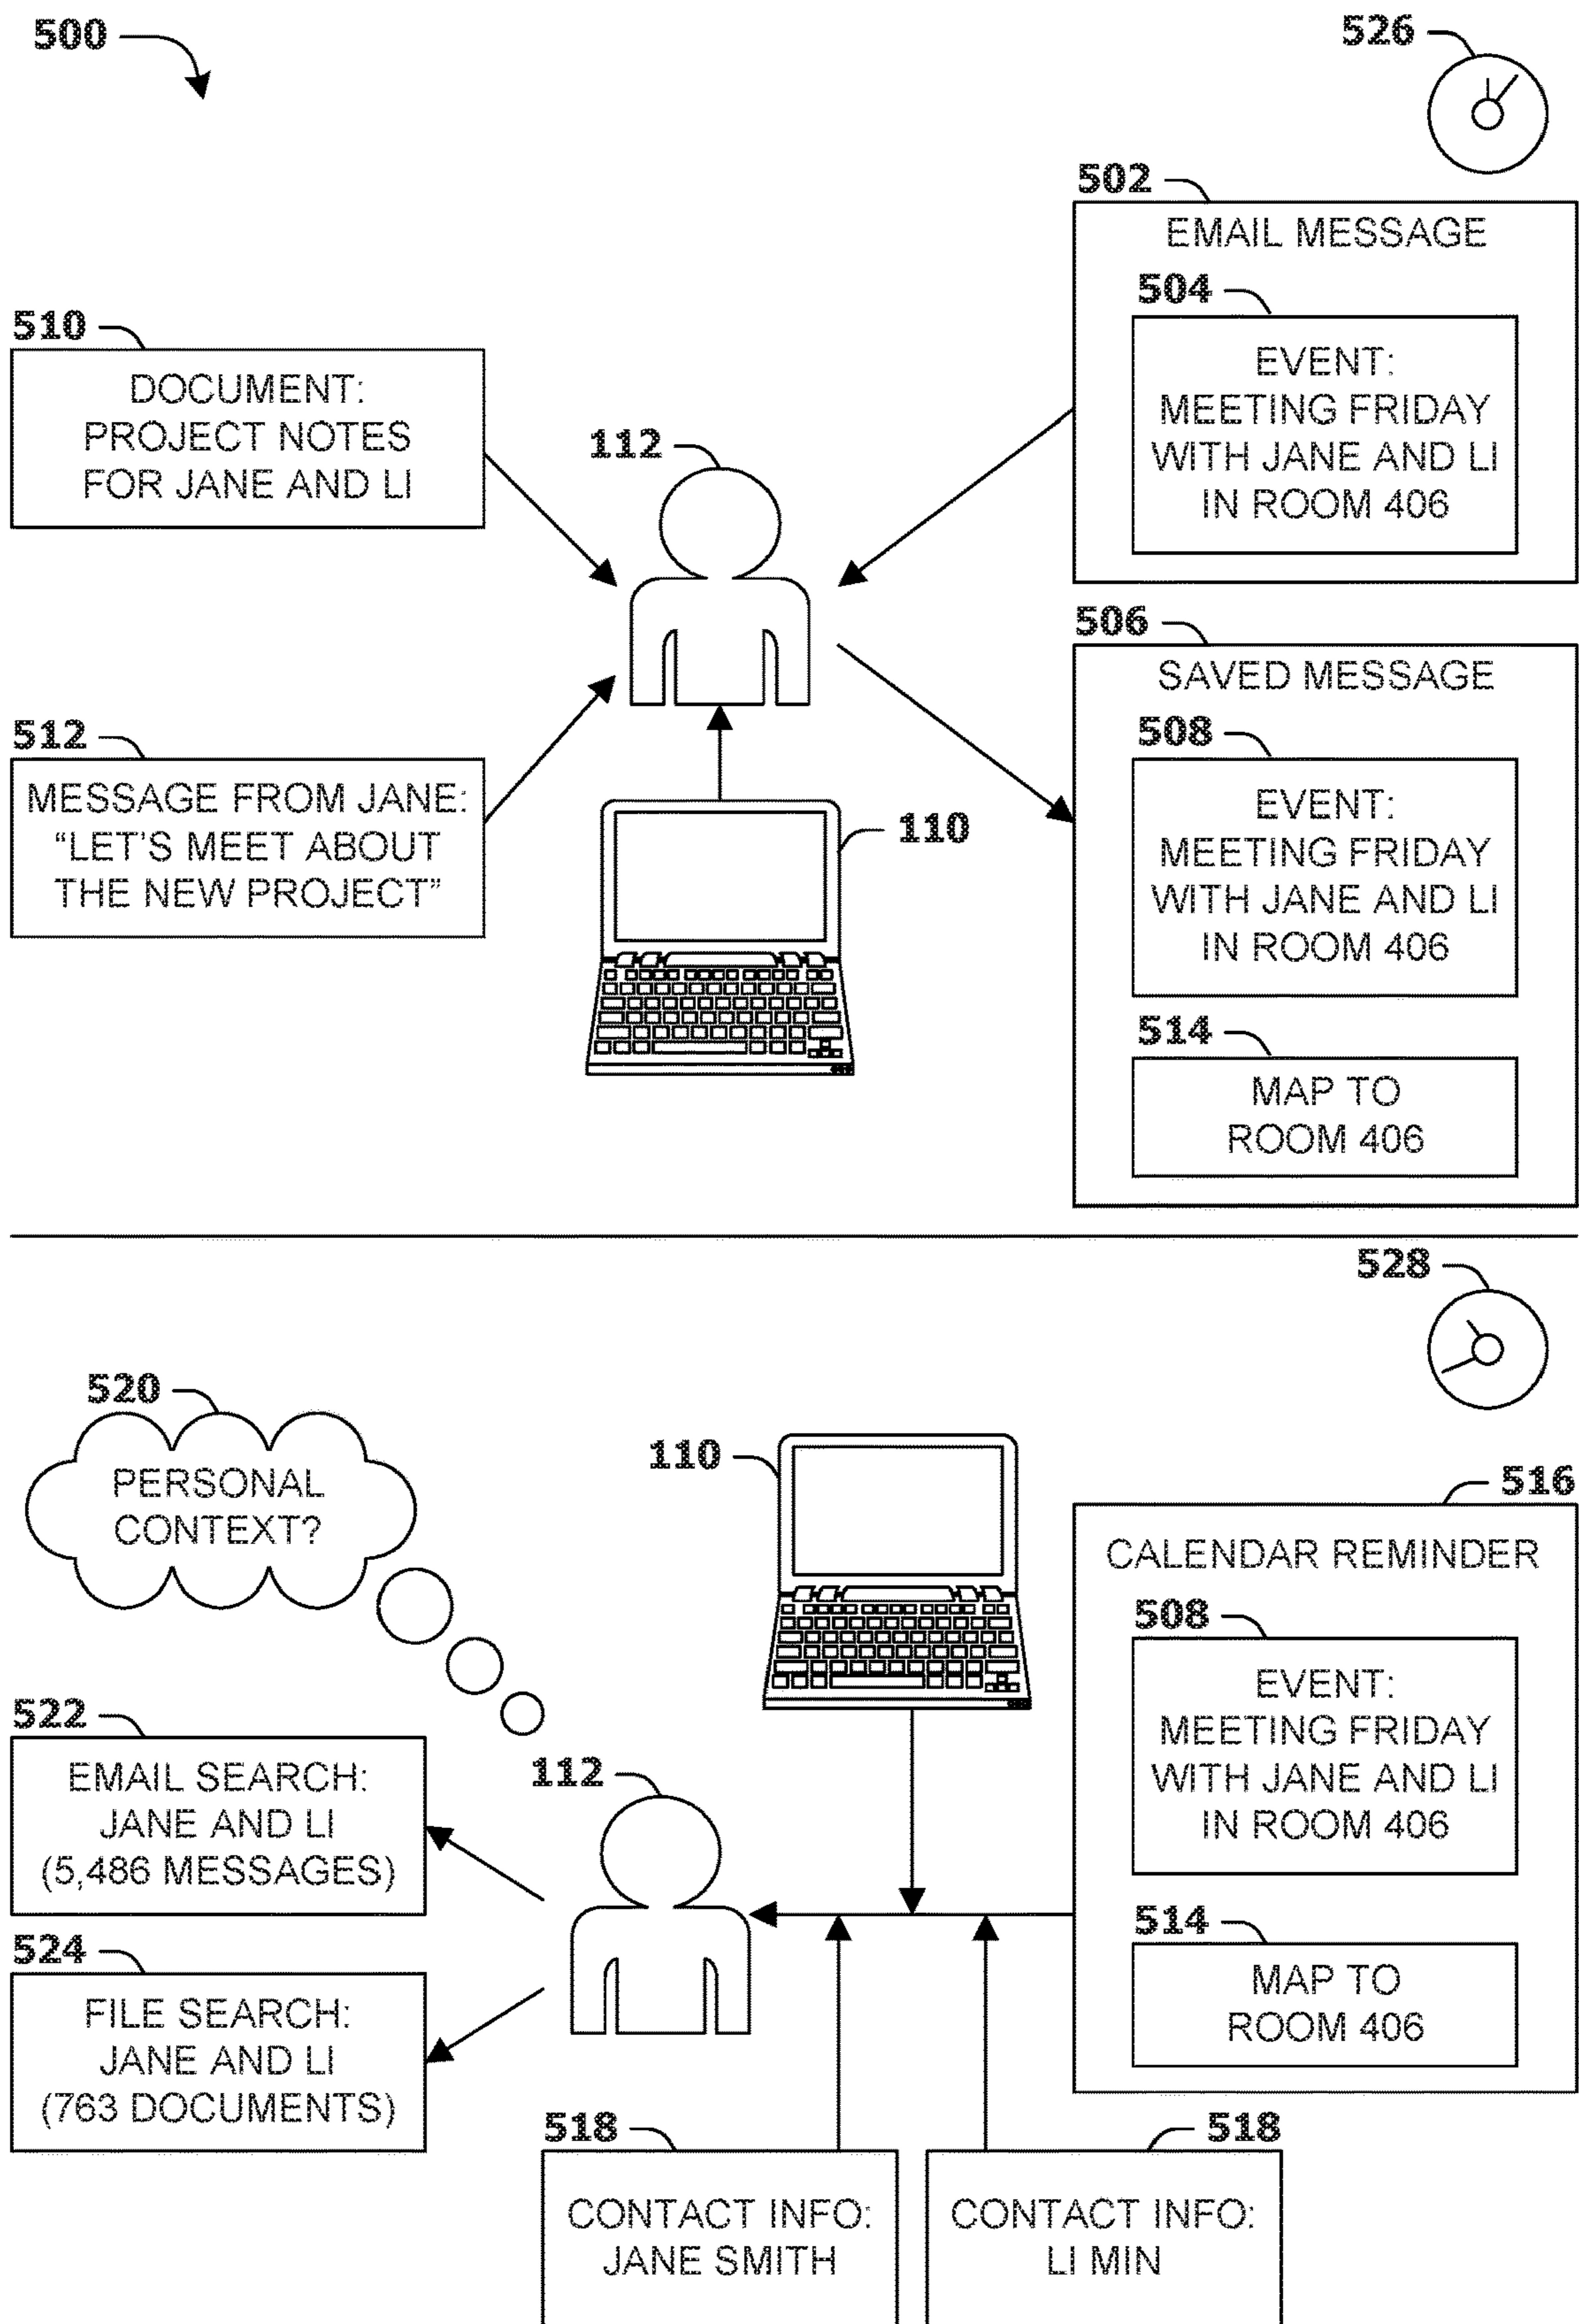 500
526
502
EMAIL MESSAGE
504
EVENT:
MEETING FRIDAY
WITH JANE AND LI
IN ROOM 406
510
DOCUMENT:
PROJECT NOTES
FOR JANE AND LI
112
506
SAVED MESSAGE
508
EVENT:
MEETING FRIDAY
WITH JANE AND LI
IN ROOM 406
512
MESSAGE FROM JANE:
“LET'S MEET ABOUT
THE NEW PROJECT”
110
514
MAP TO
ROOM 406
528
520
PERSONAL
CONTEXT?
110
516
CALENDAR REMINDER
508
EVENT:
MEETING FRIDAY
WITH JANE AND LI
IN ROOM 406
522
EMAIL SEARCH:
JANE AND LI
(5,486 MESSAGES)
112
514
MAP TO
ROOM 406
524
FILE SEARCH:
JANE AND LI
(763 DOCUMENTS)
518
CONTACT INFO:
JANE SMITH
518
CONTACT INFO:
LI MIN